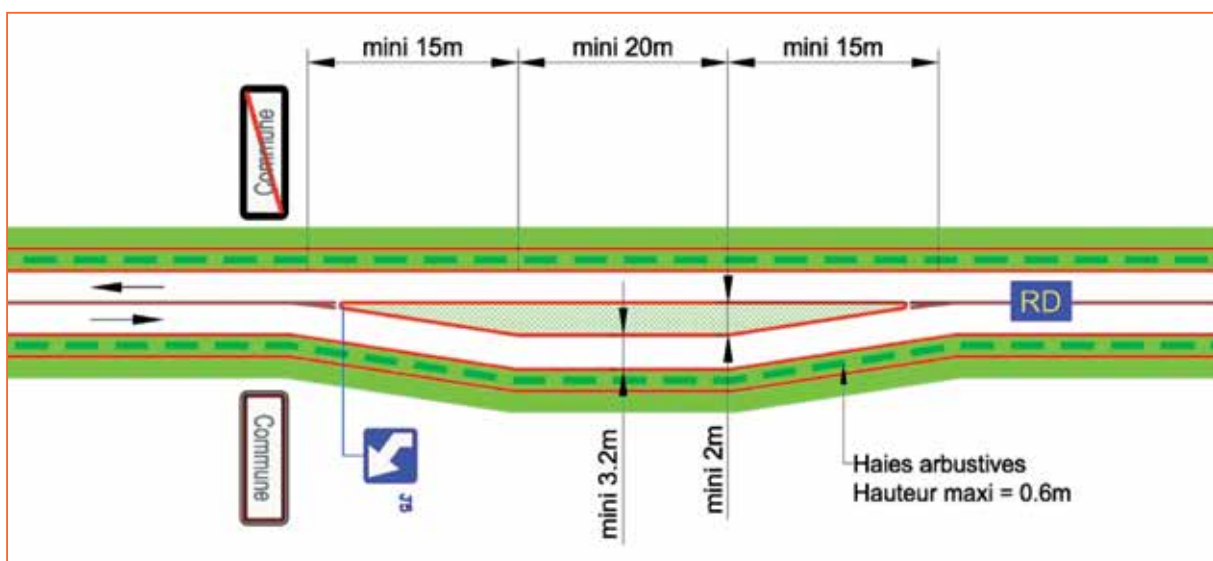 mini 15m
mini 20m
mini 15m
Commune
RD
Commune
J5
mini 3.2m
mini 2m
Haies arbustives
Hauteur maxi = 0.6m